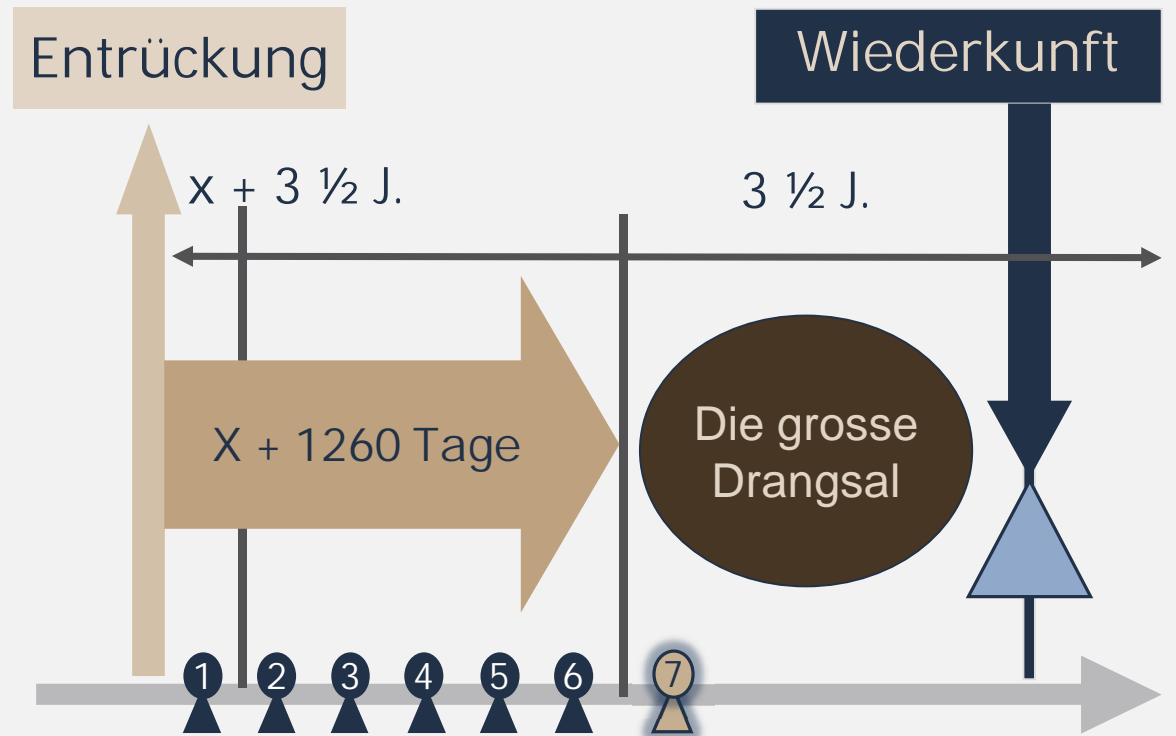 Entrückung
Wiederkunft
x + 3 ½ J.
3 ½ J.
X + 1260 Tage
Die grosse
Drangsal
1
2
3
4
5
6
7